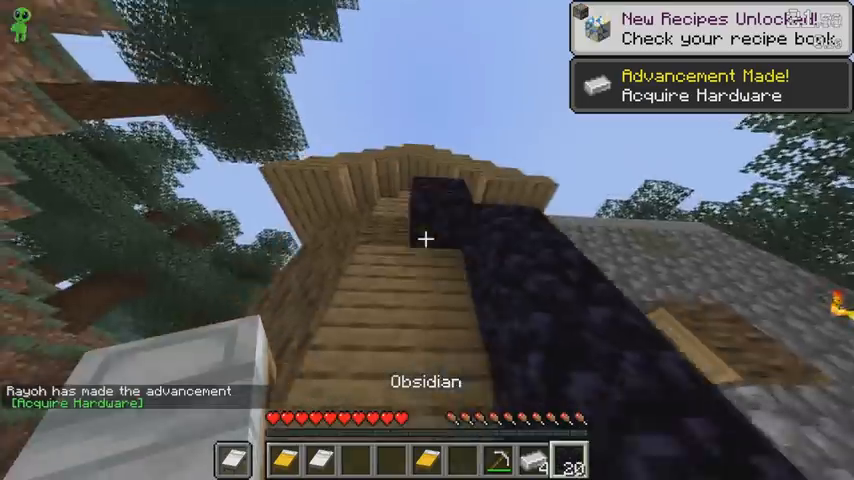 New Recipes Unlocked!
Check your recipe book
Advancement Made!
Acquire Hardware
Rayoh has made the advancement
[Acquire Hardware]
Obsidian
4
20